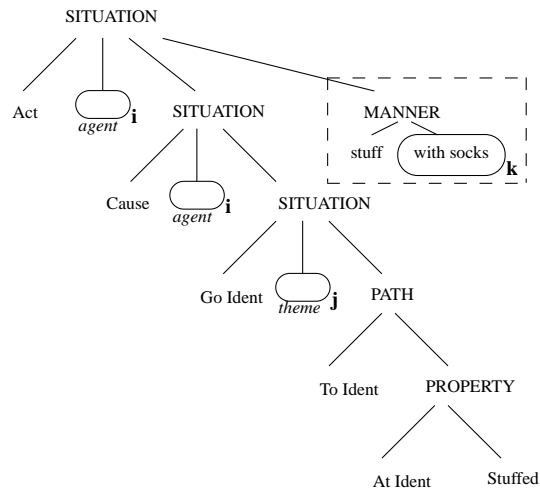 SITUATION
Act
agent i
SITUATION
MANNER
stuff
with socks k
Cause
agent i
SITUATION
Go Ident
theme j
PATH
To Ident
PROPERTY
At Ident
Stuffed